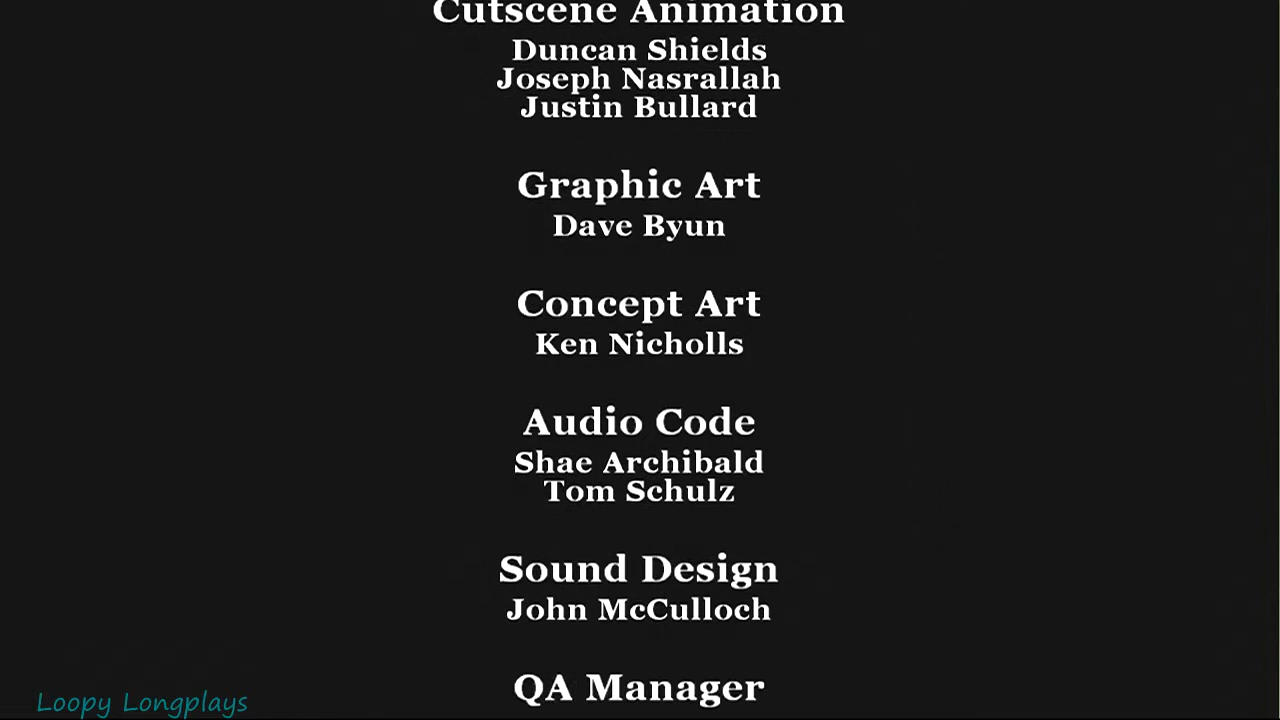 Cutscene Animation
Duncan Shields
Joseph Nasrallah
Justin Bullard
Graphic Art
Dave Byun
Concept Art
Ken Nicholls
Audio Code
Shae Archibald
Tom Schulz
Sound Design
John McCulloch
QA Manager
Loopy Longplays